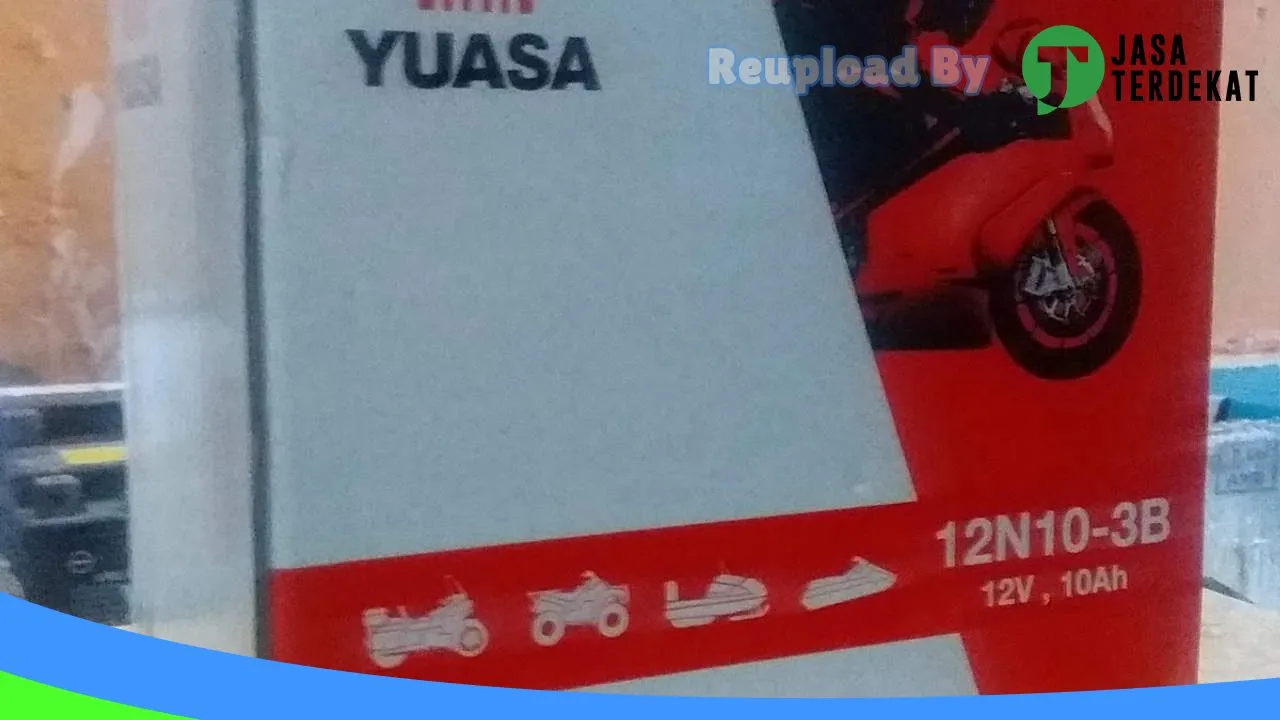 YUASA
Reupload By
JASA
TERDEKAT
12N10-3B
12V , 10Ah